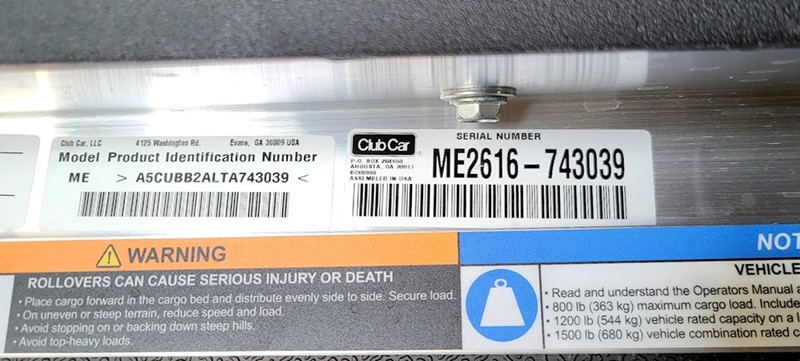 Club Car, LLC 4125 Washington Rd. Evans, GA 30809 USA
Model Product Identification Number
ME > A5CUBB2ALTA743039 <
Club Car
P.O. BOX 204658
AUGUSTA, GA 30917
ASSEMBLED IN USA
SERIAL NUMBER
ME2616-743039
WARNING
ROLLOVERS CAN CAUSE SERIOUS INJURY OR DEATH
• Place cargo forward in the cargo bed and distribute evenly side to side. Secure load.
• On uneven or steep terrain, reduce speed and load.
• Avoid stopping on or backing down steep hills.
• Avoid top-heavy loads.
NOT
VEHICLE
• Read and understand the Operators Manual a
• 800 lb (363 kg) maximum cargo load. Include
• 1200 lb (544 kg) vehicle rated capacity on a l
• 1500 lb (680 kg) vehicle combination rated c